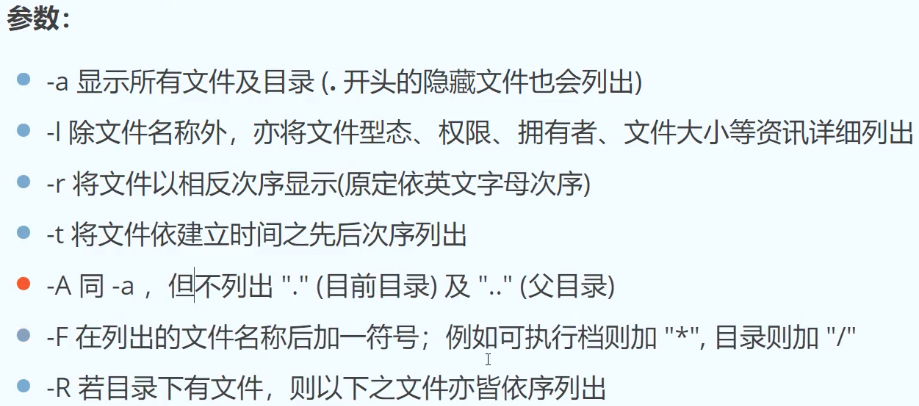 参数：
-a 显示所有文件及目录 (. 开头的隐藏文件也会列出)
-l 除文件名称外，亦将文件型态、权限、拥有者、文件大小等资讯详细列出
-r 将文件以相反次序显示(原定依英文字母次序)
-t 将文件依建立时间之先后次序列出
-A 同 -a ，但不列出 "." (目前目录) 及 ".." (父目录)
-F 在列出的文件名称后加一符号；例如可执行档则加 "*", 目录则加 "/"
-R 若目录下有文件，则以下之文件亦皆依序列出